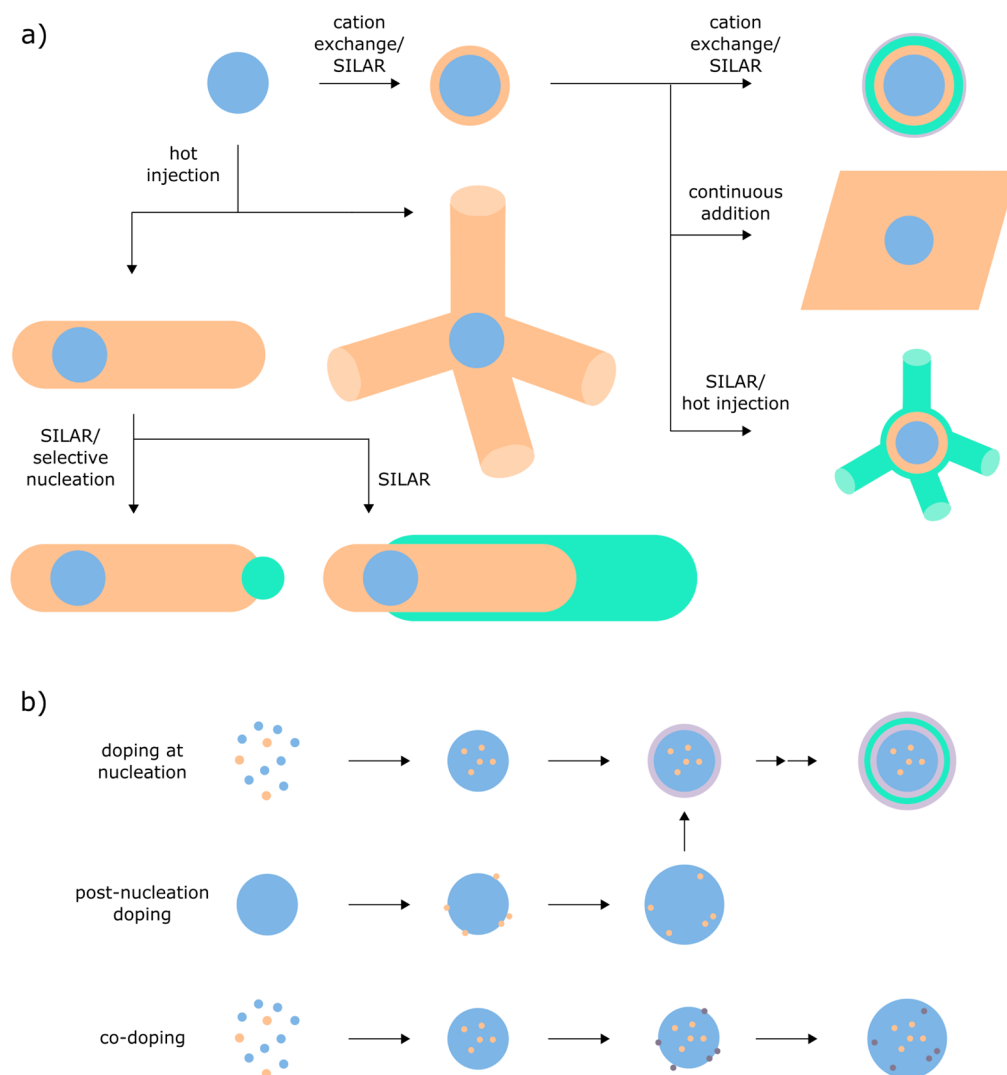 a)
cation
exchange/
SILAR
cation
exchange/
SILAR
hot
injection
continuous
addition
SILAR/
hot injection
SILAR/
selective
nucleation
SILAR
b)
doping at
nucleation
post-nucleation
doping
co-doping